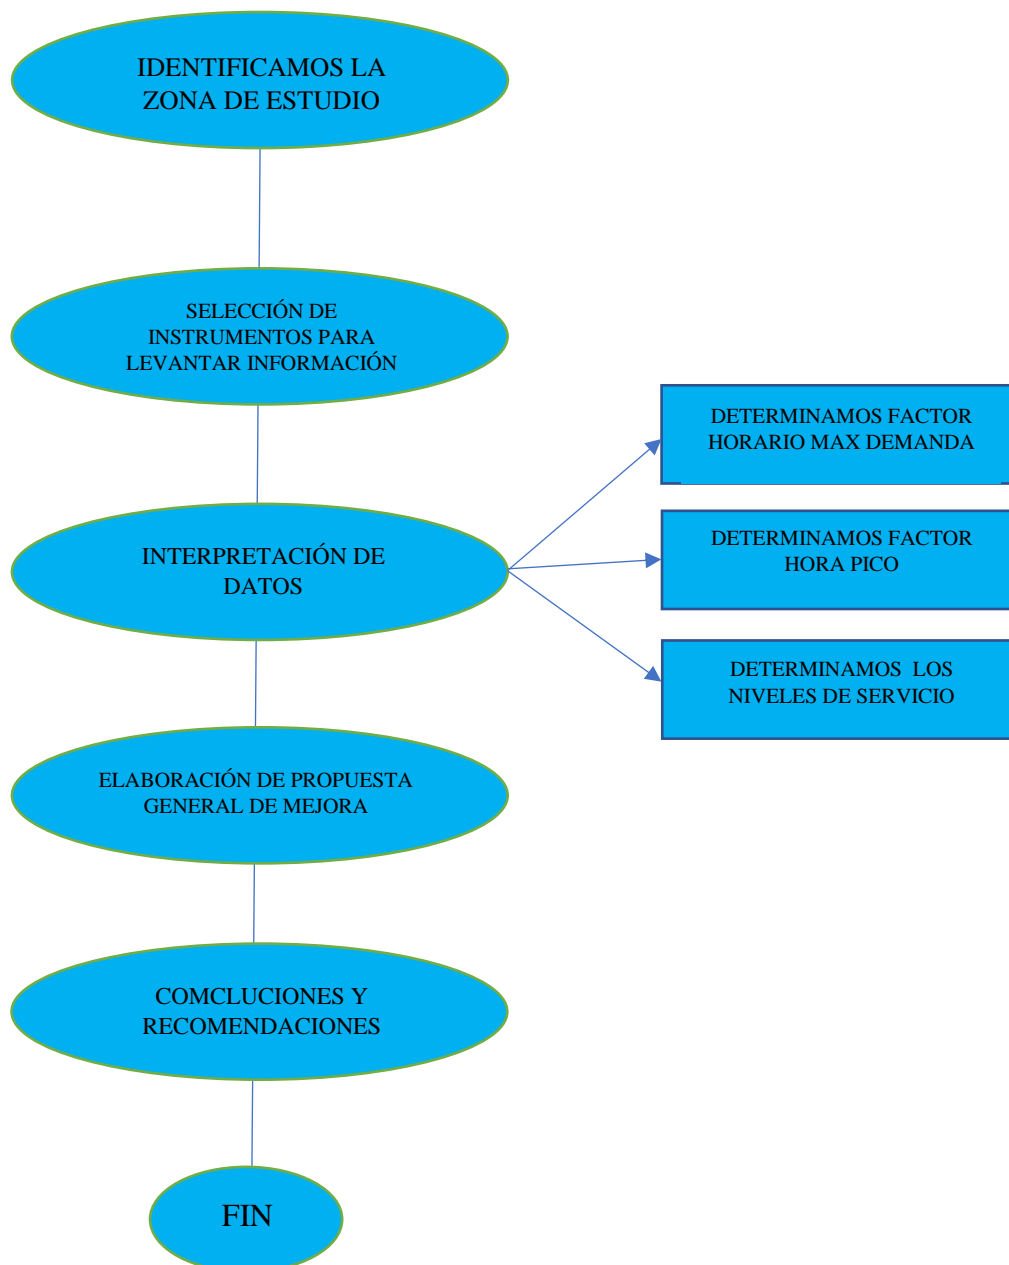 IDENTIFICAMOS LA
ZONA DE ESTUDIO
SELECCIÓN DE
INSTRUMENTOS PARA
LEVANTAR INFORMACIÓN
INTERPRETACIÓN DE
DATOS
DETERMINAMOS FACTOR
HORARIO MAX DEMANDA
DETERMINAMOS FACTOR
HORA PICO
DETERMINAMOS LOS
NIVELES DE SERVICIO
ELABORACIÓN DE PROPUESTA
GENERAL DE MEJORA
COMCLUCIONES Y
RECOMENDACIONES
FIN